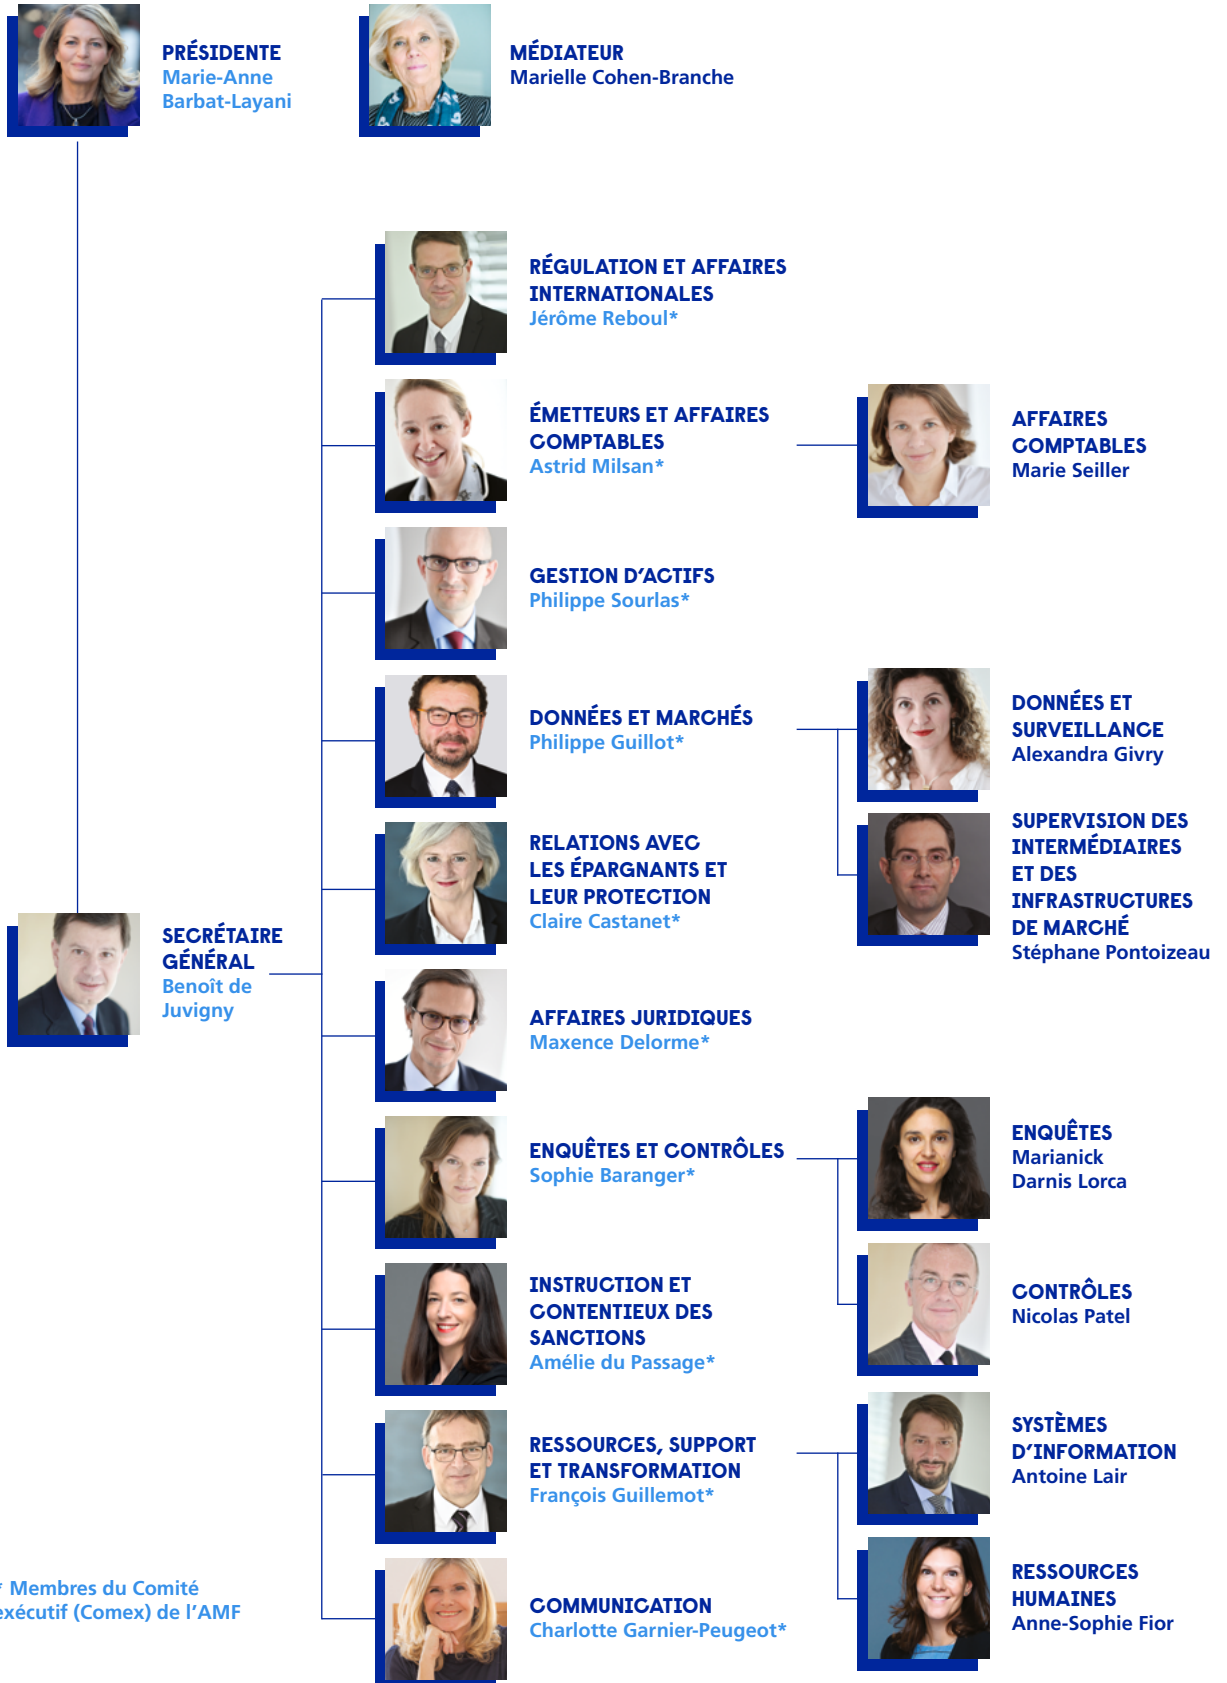 PRÉSIDENTE
Marie-Anne
Barbat-Layani
MÉDIATEUR
Marielle Cohen-Branche
RÉGULATION ET AFFAIRES
INTERNATIONALES
Jérôme Reboul*
ÉMETTEURS ET AFFAIRES
COMPTABLES
Astrid Milsan*
AFFAIRES
COMPTABLES
Marie Seiller
GESTION D'ACTIFS
Philippe Sourlas*
DONNÉES ET MARCHÉS
Philippe Guillot*
DONNÉES ET
SURVEILLANCE
Alexandra Givry
SUPERVISION DES
INTERMÉDIAIRES
ET DES
INFRASTRUCTURES
DE MARCHÉ
Stéphane Pontoizeau
RELATIONS AVEC
LES ÉPARGNANTS ET
LEUR PROTECTION
Claire Castanet*
SECRÉTAIRE
GÉNÉRAL
Benoît de
Juvigny
AFFAIRES JURIDIQUES
Maxence Delorme*
ENQUÊTES ET CONTRÔLES
Sophie Baranger*
ENQUÊTES
Marianick
Darnis Lorca
CONTRÔLES
Nicolas Patel
INSTRUCTION ET
CONTENTIEUX DES
SANCTIONS
Amélie du Passage*
RESSOURCES, SUPPORT
ET TRANSFORMATION
François Guillemot*
SYSTÈMES
D'INFORMATION
Antoine Lair
RESSOURCES
HUMAINES
Anne-Sophie Fior
COMMUNICATION
Charlotte Garnier-Peugeot*
* Membres du Comité
exécutif (Comex) de l'AMF